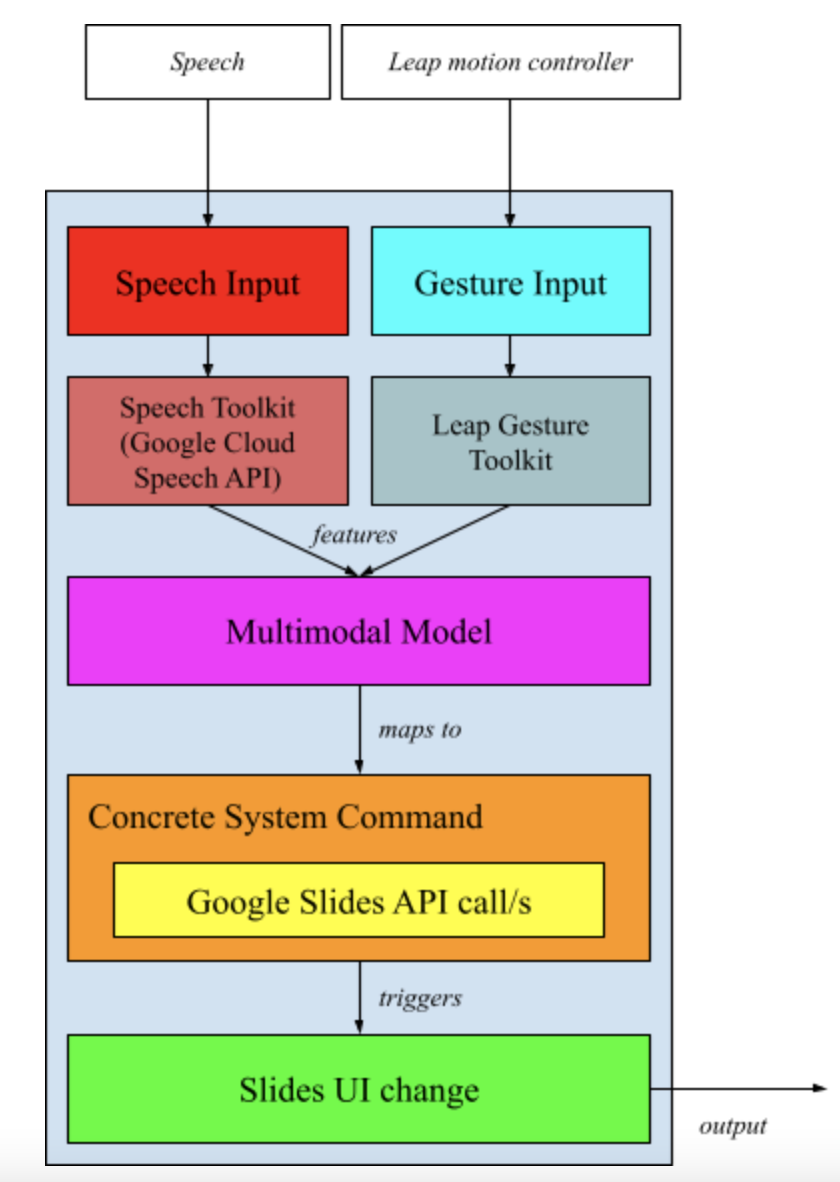 Speech
Leap motion controller
Speech Input
Gesture Input
Speech Toolkit
(Google Cloud
Speech API)
Leap Gesture
Toolkit
features
Multimodal Model
maps to
Concrete System Command
Google Slides API call/s
triggers
Slides UI change
output